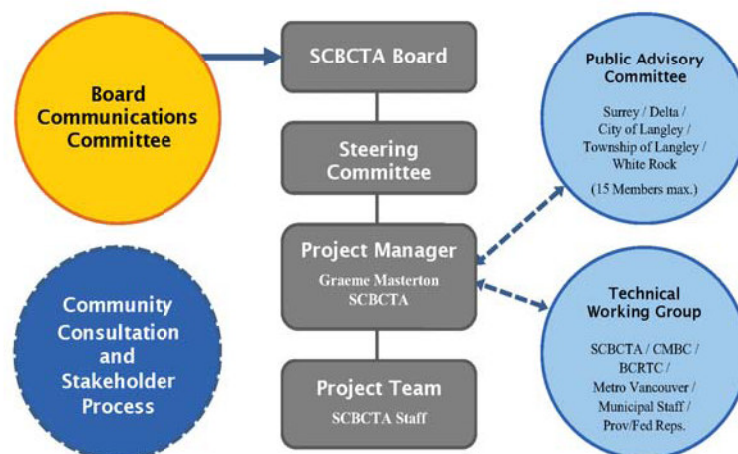 Board
Communications
Committee
SCBCTA Board
Steering
Committee
Project Manager
Graeme Masterton
SCBCTA
Project Team
SCBCTA Staff
Community
Consultation
and
Stakeholder
Process
Public Advisory
Committee
Surrey / Delta /
City of Langley /
Township of Langley /
White Rock
(15 Members max.)
Technical
Working Group
SCBCTA / CMBC /
BCRTC /
Metro Vancouver /
Municipal Staff /
Prov/Fed Reps.